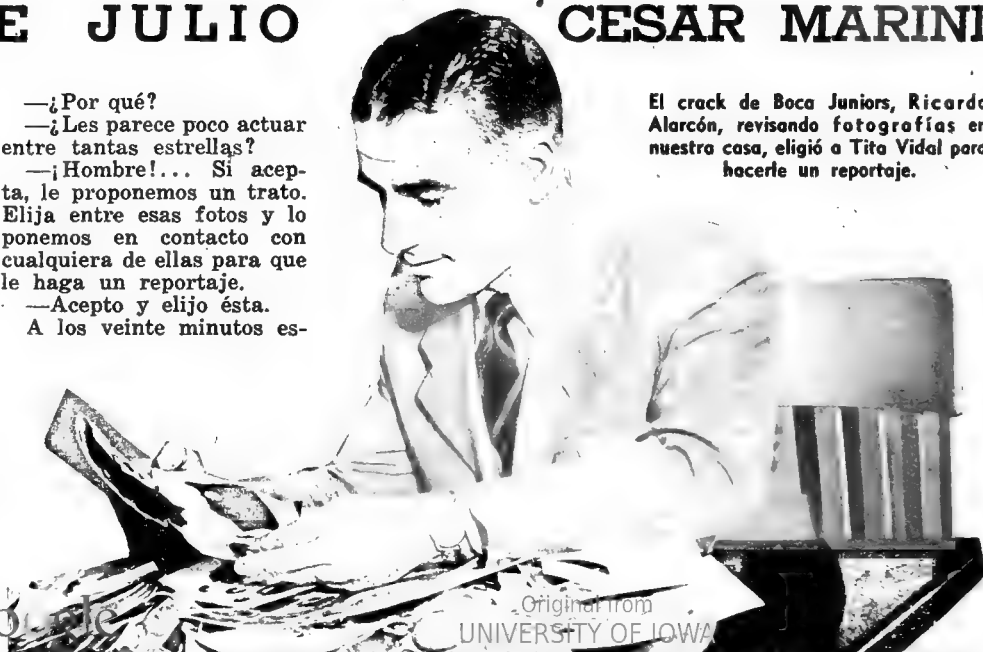 E JULIO CESAR MARINI
—¿Por qué?
—¿Les parece poco actuar
entre tantas estrellas?
—¡Hombre!... Si acep-
ta, le proponemos un trato.
Elija entre esas fotos y lo
ponemos en contacto con
cualquiera de ellas para que
le haga un reportaje.
—Acepto y elijo ésta.
A los veinte minutos es-
El crack de Boca Juniors, Ricardo
Alarcón, revisando fotografías en
nuestra casa, eligió a Tita Vidal para
hacerle un reportaje.
Original from
UNIVERSITY OF IOWA